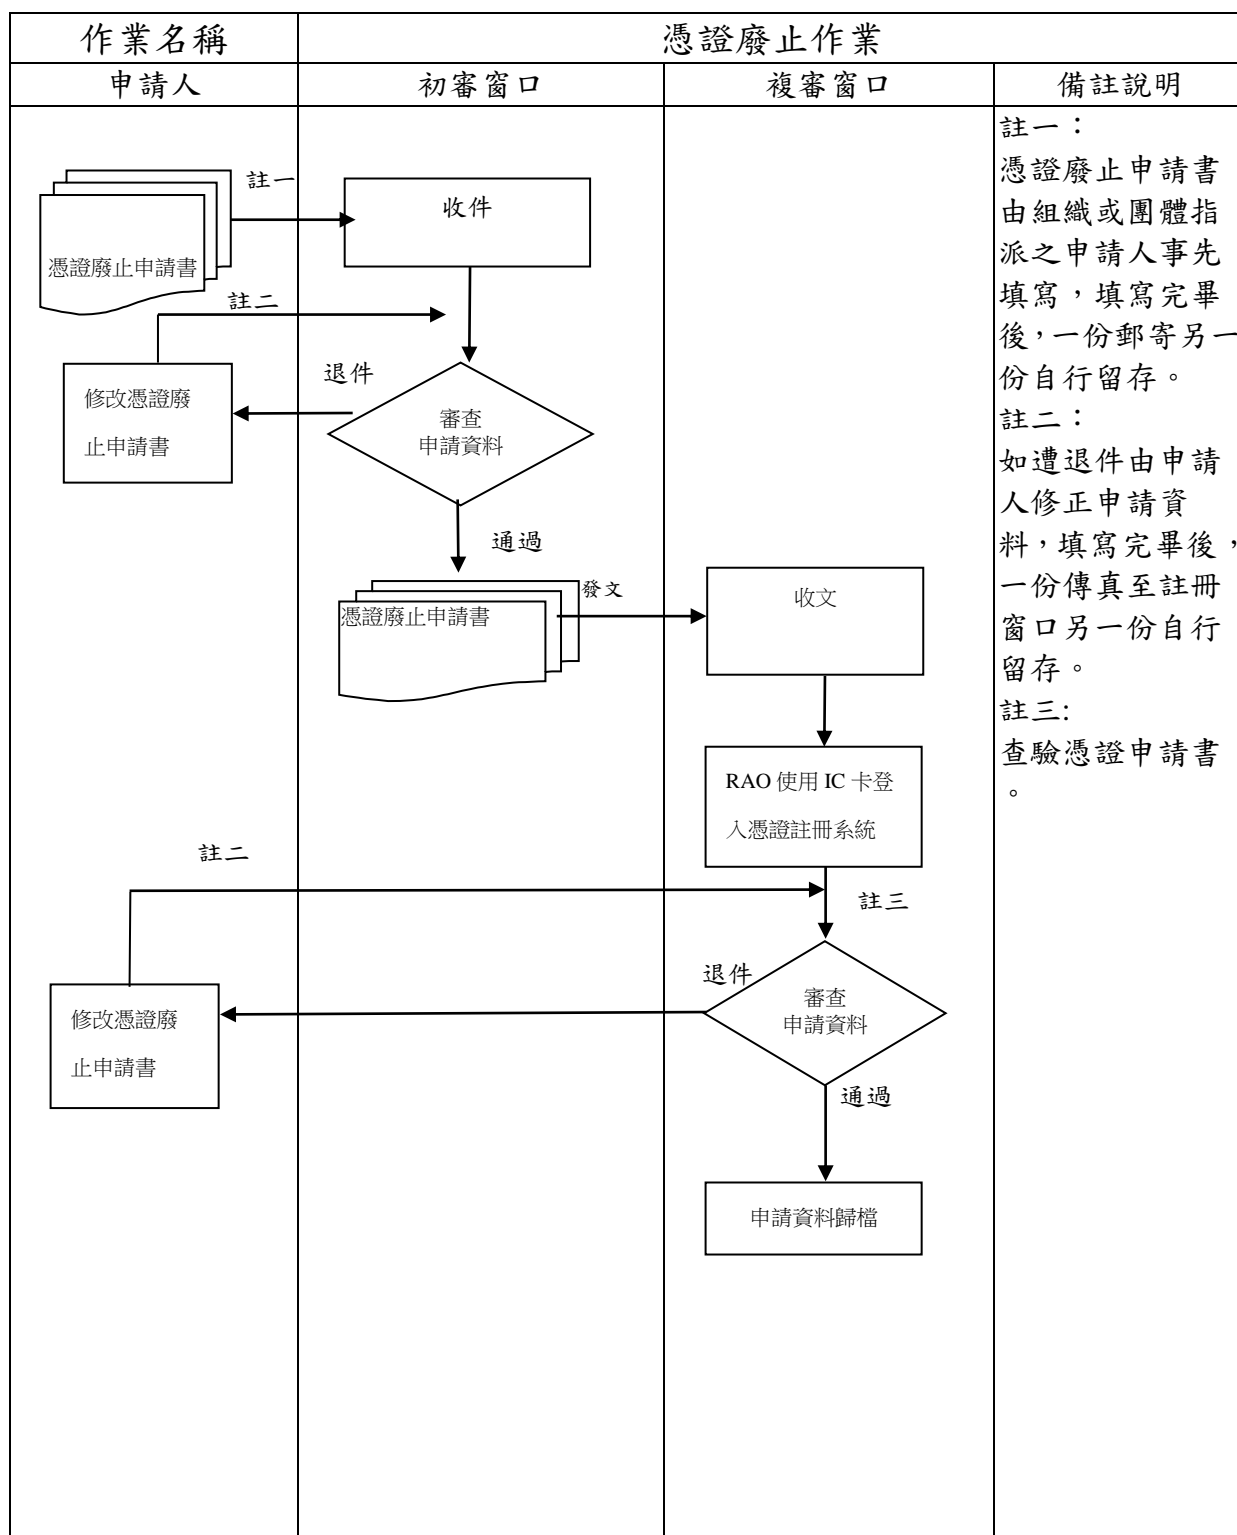 作業名稱
憑證廢止作業
申請人
初審窗口
複審窗口
備註說明
註一
收件
憑證廢止申請書
註二
退件
修改憑證廢
止申請書
審查
申請資料
通過
憑證廢止申請書
發文
收文
RAO 使用 IC 卡登
入憑證註冊系統
註二
註三
退件
審查
申請資料
修改憑證廢
止申請書
通過
申請資料歸檔
註一：
憑證廢止申請書
由組織或團體指
派之申請人事先
填寫，填寫完畢
後，一份郵寄另一
份自行留存。
註二：
如遭退件由申請
人修正申請資
料，填寫完畢後，
一份傳真至註冊
窗口另一份自行
留存。
註三:
查驗憑證申請書
。